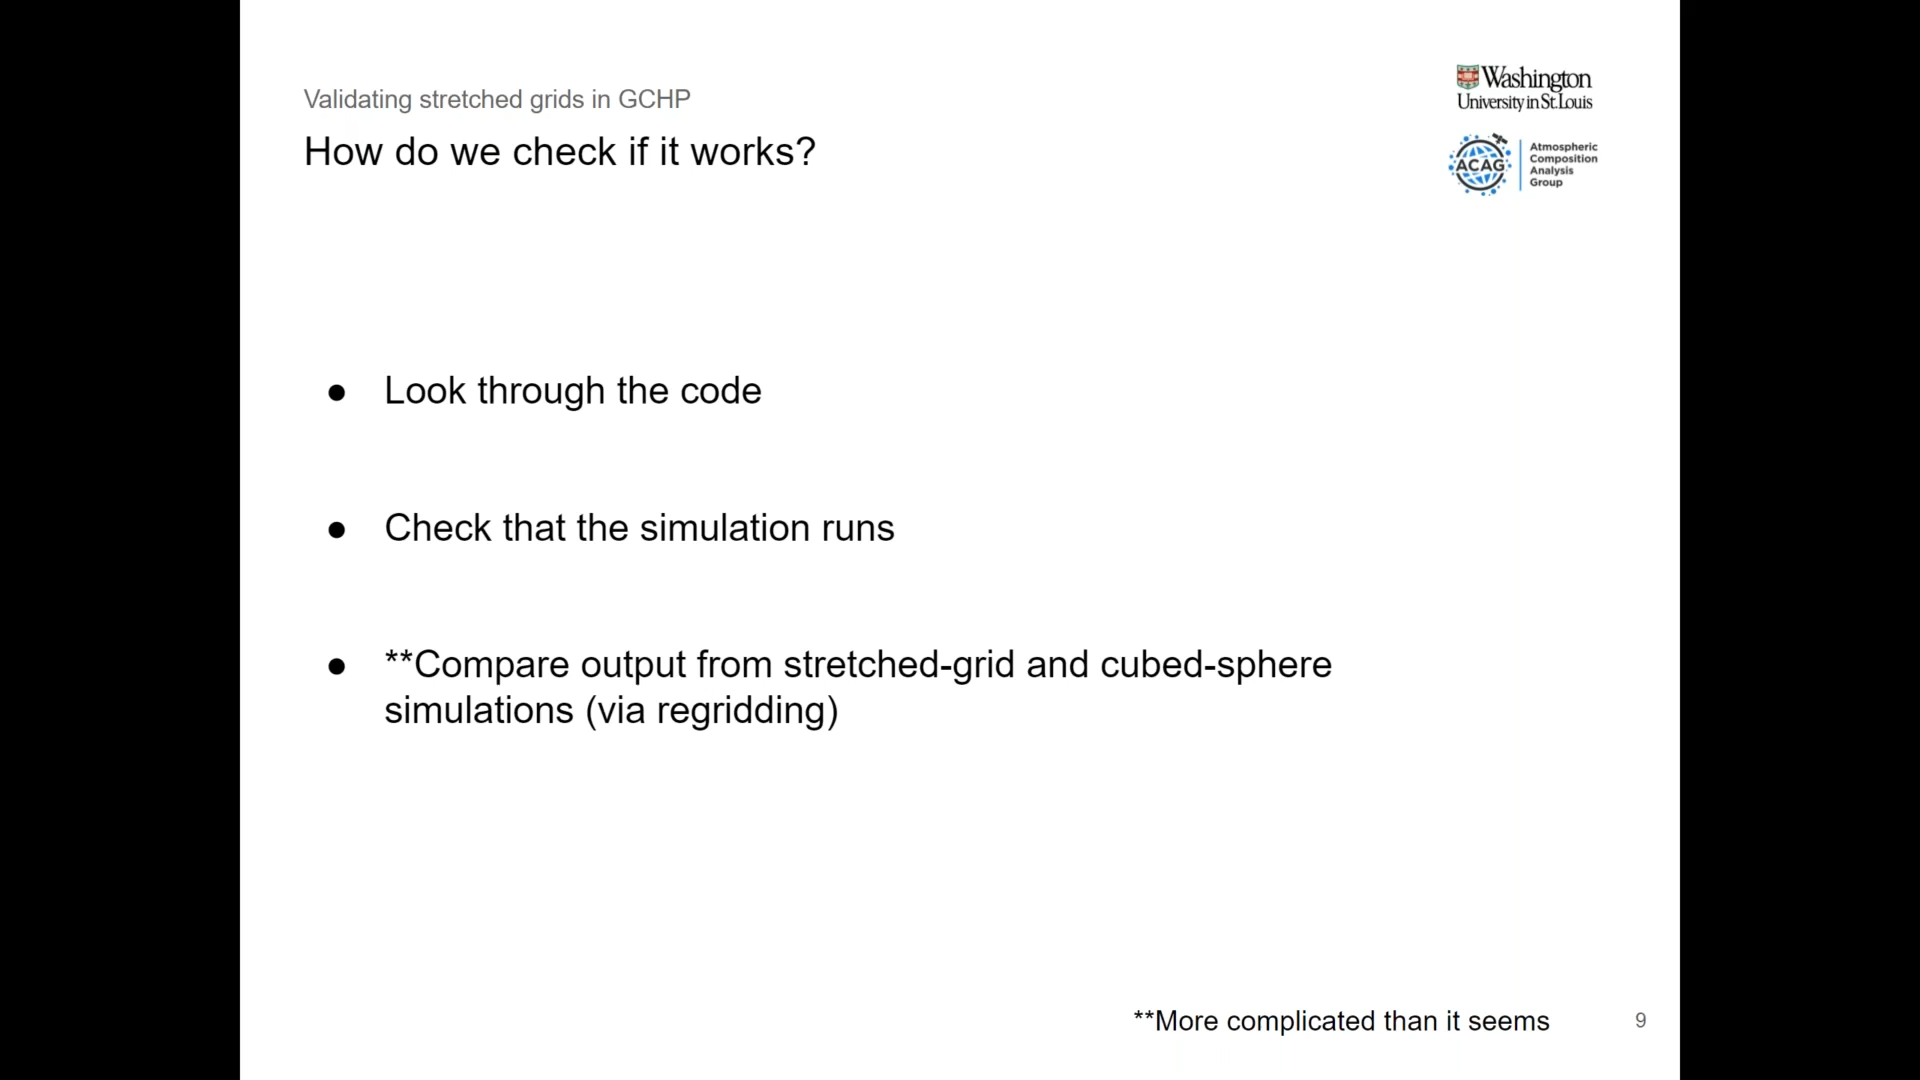 Validating stretched grids in GCHP
How do we check if it works?
Washington
University in St. Louis
ACAG
Atmospheric
Composition
Analysis
Group
● Look through the code
● Check that the simulation runs
● **Compare output from stretched-grid and cubed-sphere
simulations (via regridding)
**More complicated than it seems
9